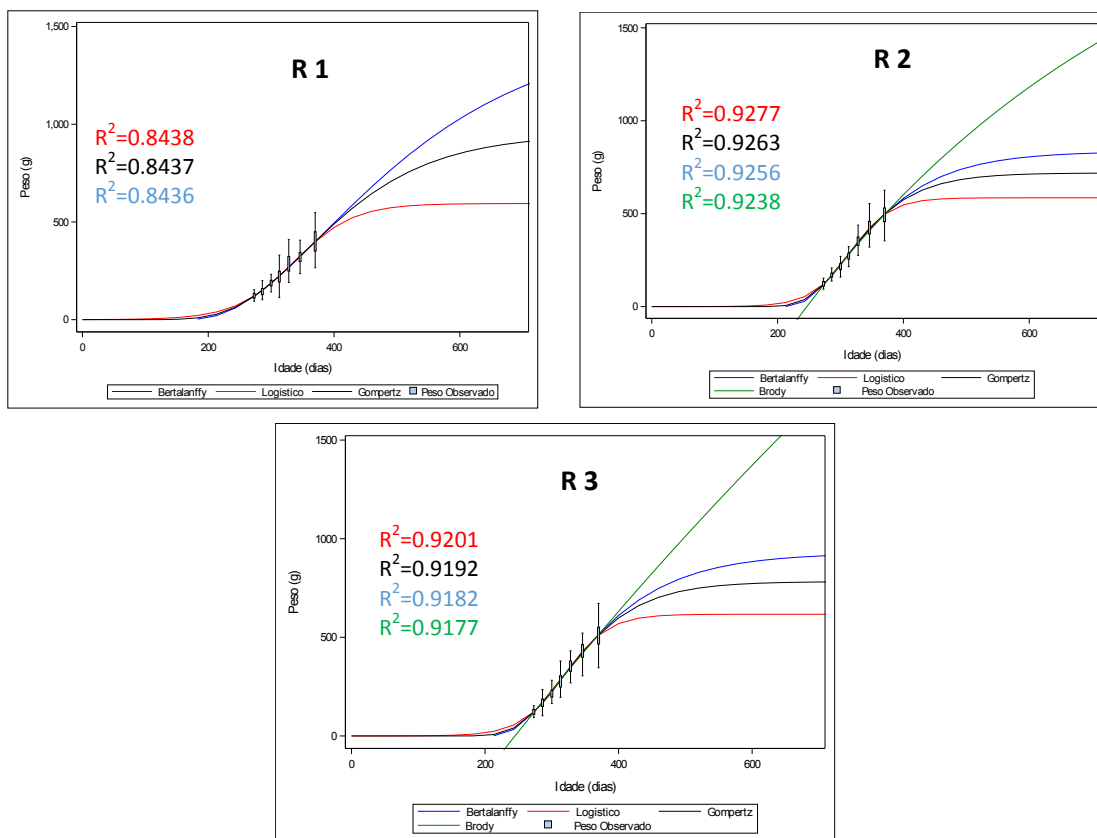 R 1
R²=0.8438
R²=0.8437
R²=0.8436
Peso (g)
1,500
1,000
500
0
0 200 400 600
Idade (dias)
Bertalanffy Logistico Gompertz Peso Observado
R 2
R²=0.9277
R²=0.9263
R²=0.9256
R²=0.9238
Peso (g)
1500
1000
500
0
0 200 400 600
Idade (dias)
Bertalanffy Logistico Gompertz
Brody Peso Observado
R 3
R²=0.9201
R²=0.9192
R²=0.9182
R²=0.9177
Peso (g)
1500
1000
500
0
0 200 400 600
Idade (dias)
Bertalanffy Logistico Gompertz
Brody Peso Observado